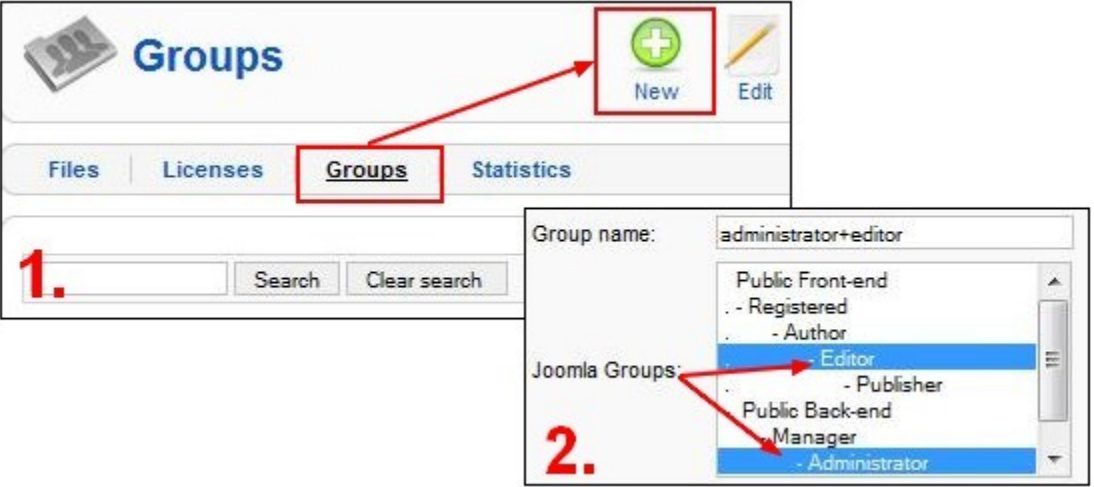 Groups
New
Edit
Files
Licenses
Groups
Statistics
1.
Search
Clear search
Group name:
administrator+editor
Joomla Groups:
Public Front-end
. - Registered
. - Author
. - Editor
. - Publisher
- Public Back-end
- Manager
- Administrator
2.